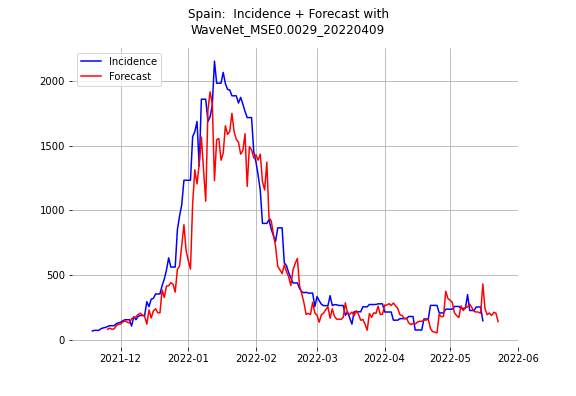 Spain:  Incidence + Forecast with
WaveNet_MSE0.0029_20220409
Incidence
Forecast
2000
1500
1000
500
0
2021-12 2022-01 2022-02 2022-03 2022-04 2022-05 2022-06